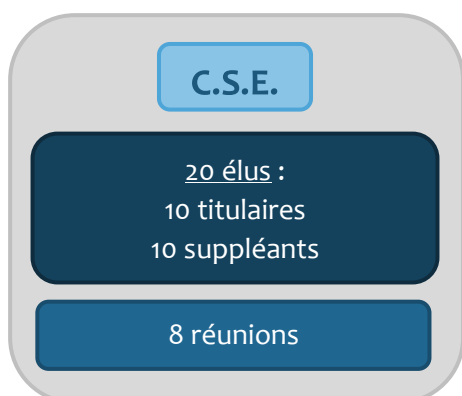 C.S.E.
20 élus :
10 titulaires
10 suppléants
8 réunions